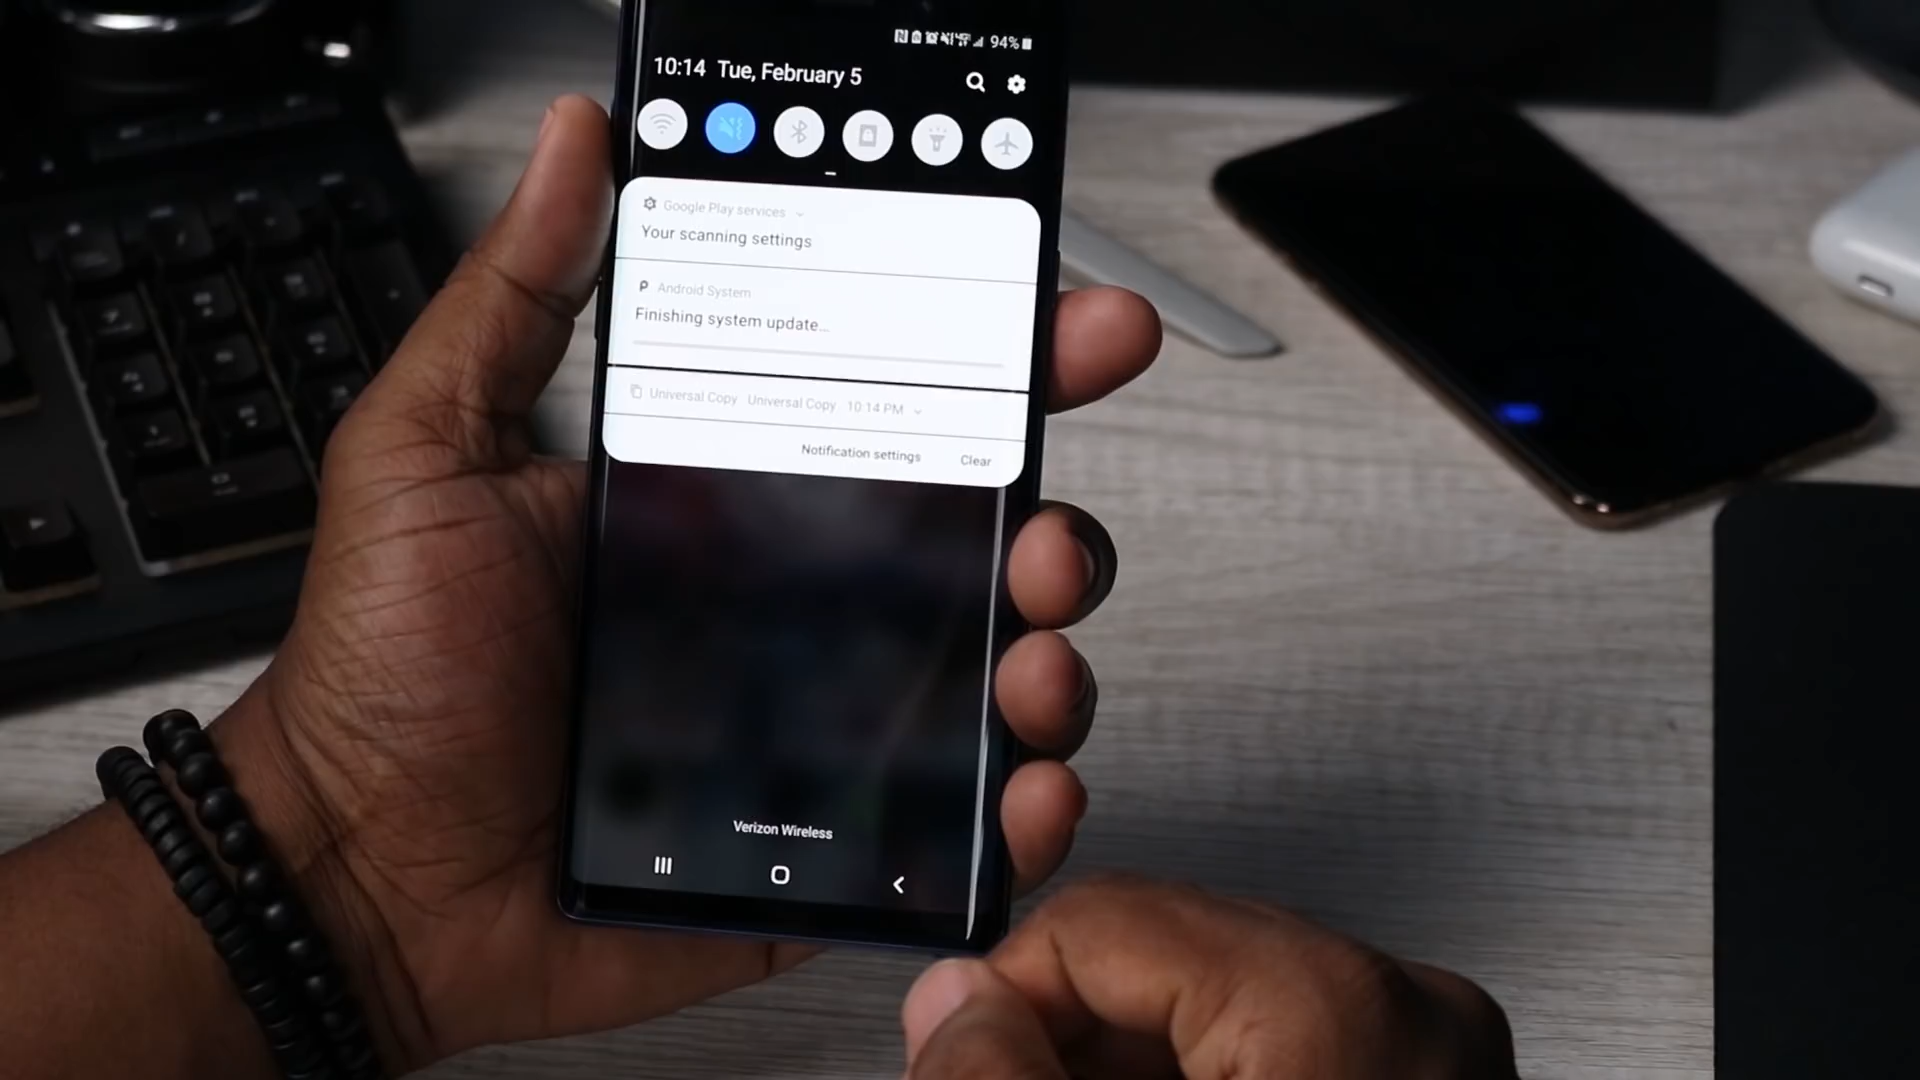 94%
10:14 Tue, February 5
Google Play services
Your scanning settings
Android System
Finishing system update...
Universal Copy Universal Copy 10:14 PM
Notification settings Clear
Verizon Wireless